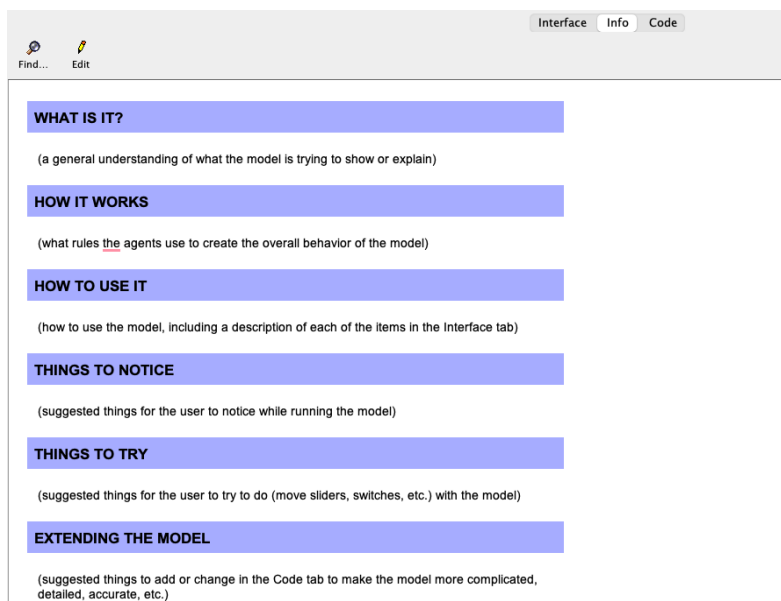 Interface Info Code
Find... Edit
WHAT IS IT?
(a general understanding of what the model is trying to show or explain)
HOW IT WORKS
(what rules the agents use to create the overall behavior of the model)
HOW TO USE IT
(how to use the model, including a description of each of the items in the Interface tab)
THINGS TO NOTICE
(suggested things for the user to notice while running the model)
THINGS TO TRY
(suggested things for the user to try to do (move sliders, switches, etc.) with the model)
EXTENDING THE MODEL
(suggested things to add or change in the Code tab to make the model more complicated,
detailed, accurate, etc.)